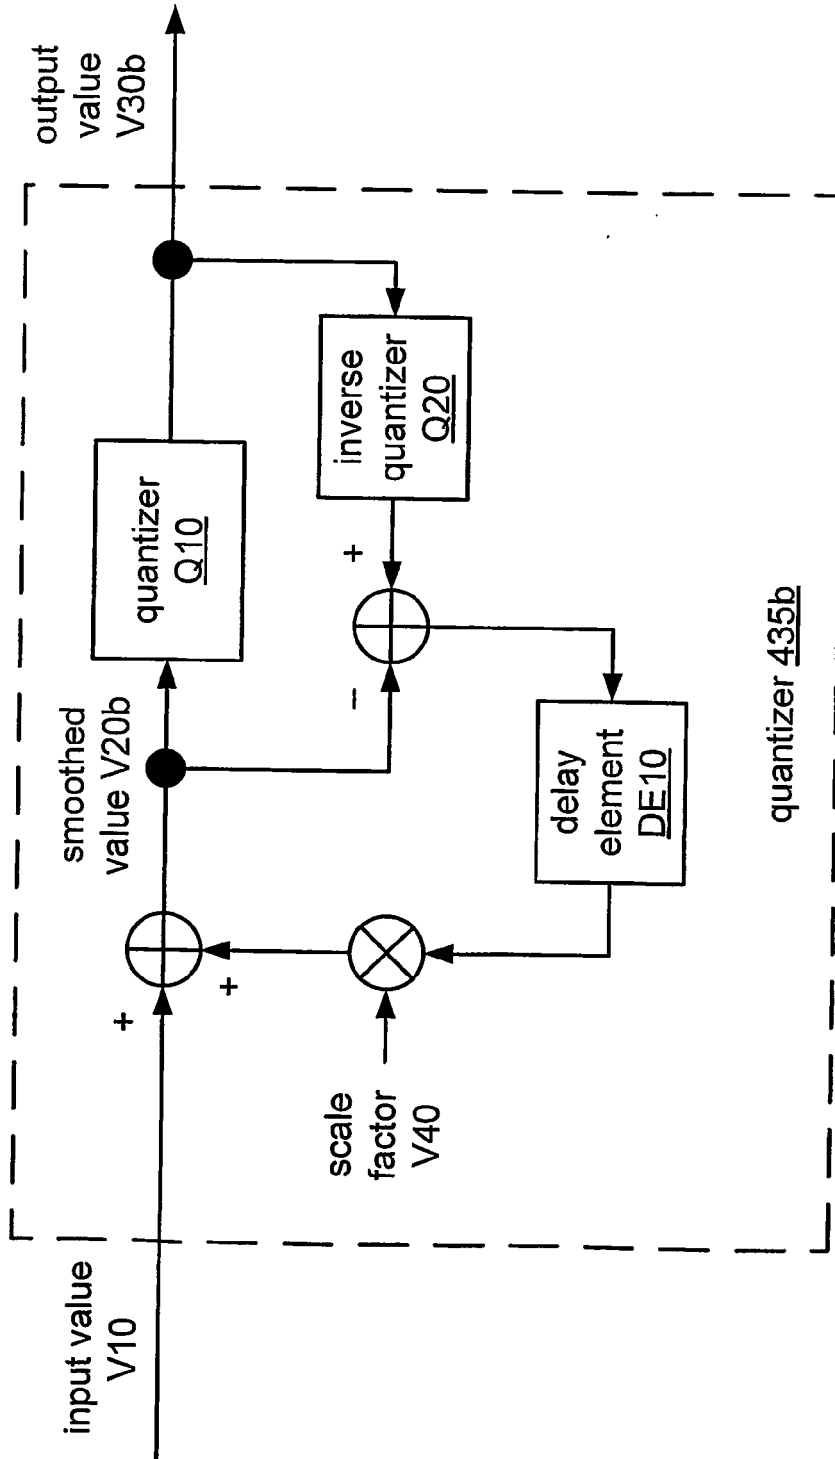 input value
V10
+
+
smoothed
value V20b
quantizer
Q10
output
value
V30b
scale
factor
V40
-
+
inverse
quantizer
Q20
delay
element
DE10
quantizer 435b